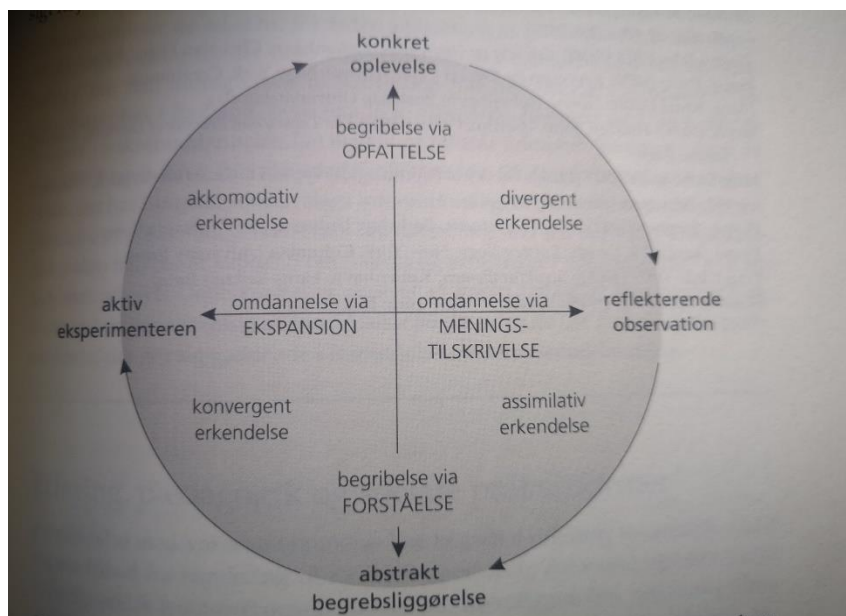 konkret
oplevelse
begribelse via
OPFATTELSE
akkomodativ
erkendelse
divergent
erkendelse
aktiv
eksperimenteren
omdannelse via
EKSPANSION
omdannelse via
MENINGS-
TILSKRIVELSE
reflekterende
observation
konvergent
erkendelse
assimilativ
erkendelse
begribelse via
FORSTÅELSE
abstrakt
begrebsliggørelse